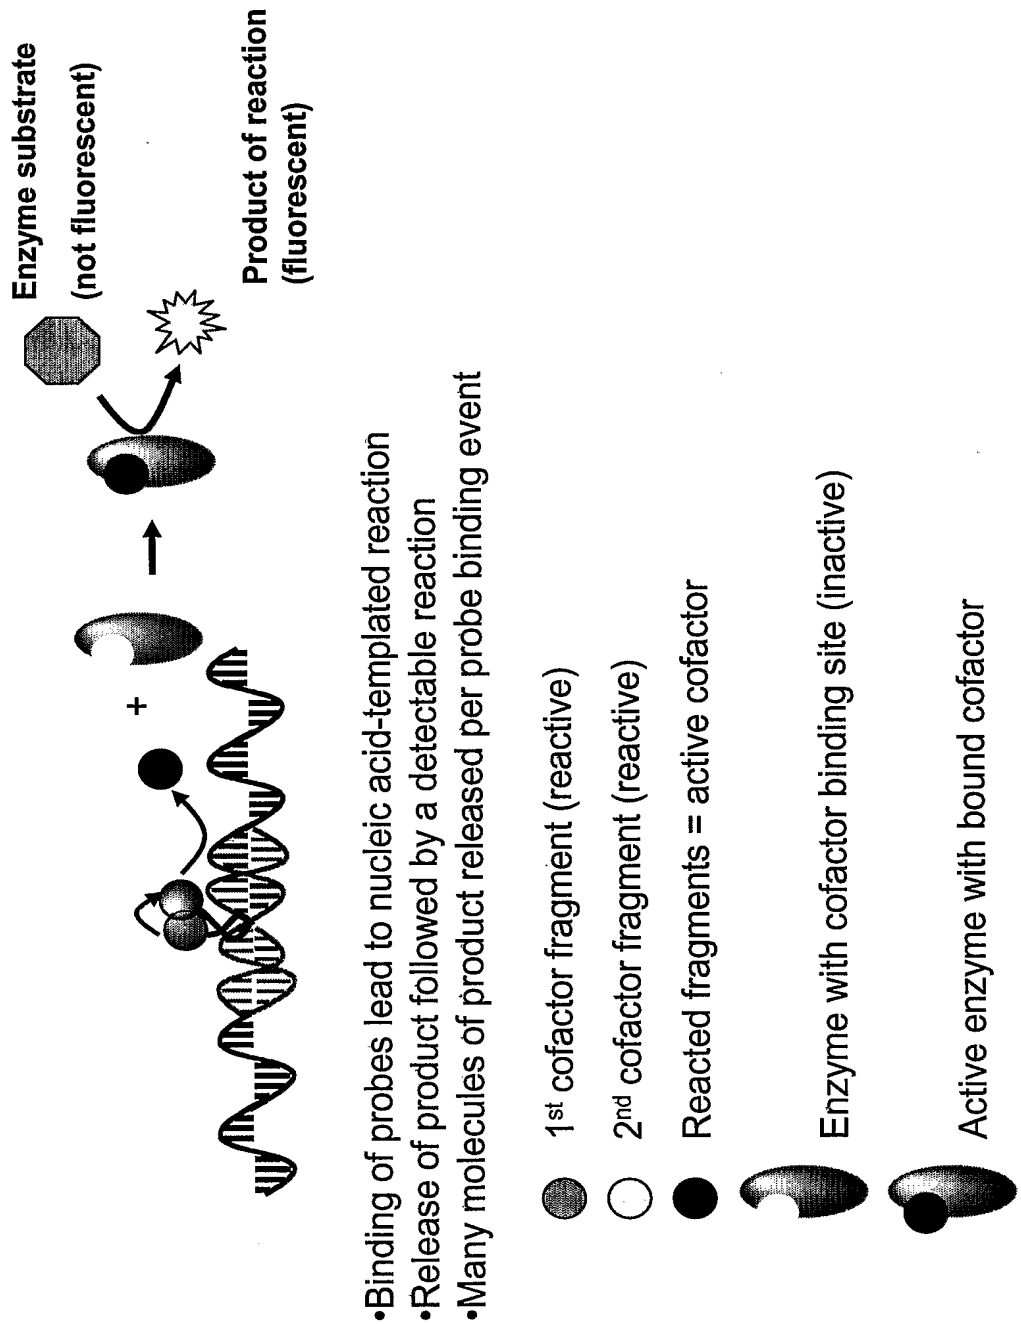 Enzyme substrate
(not fluorescent)
Product of reaction
(fluorescent)
+
•Binding of probes lead to nucleic acid-templated reaction
•Release of product followed by a detectable reaction
•Many molecules of product released per probe binding event
1st cofactor fragment (reactive)
2nd cofactor fragment (reactive)
Reacted fragments = active cofactor
Enzyme with cofactor binding site (inactive)
Active enzyme with bound cofactor